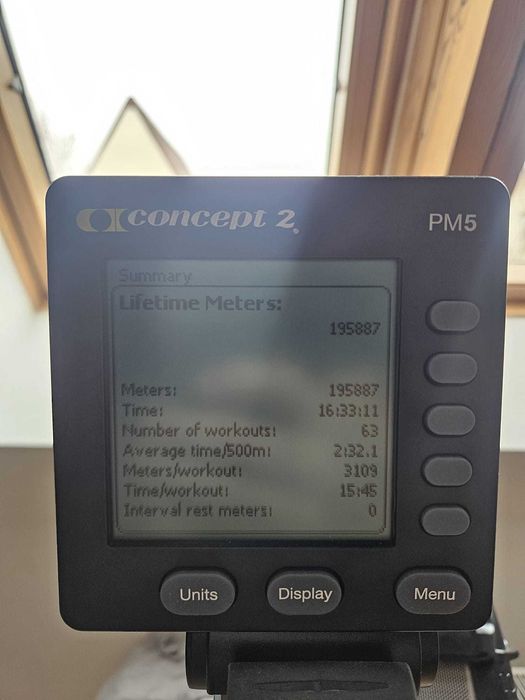 concept 2.
PM5
Summary
Lifetime Meters:
195887
Meters: 195887
Time: 16:33:11
Number of workouts: 63
Average time/500m: 2:32.1
Meters/workout: 3109
Time/workout: 15:45
Interval rest meters: 0
Units Display Menu